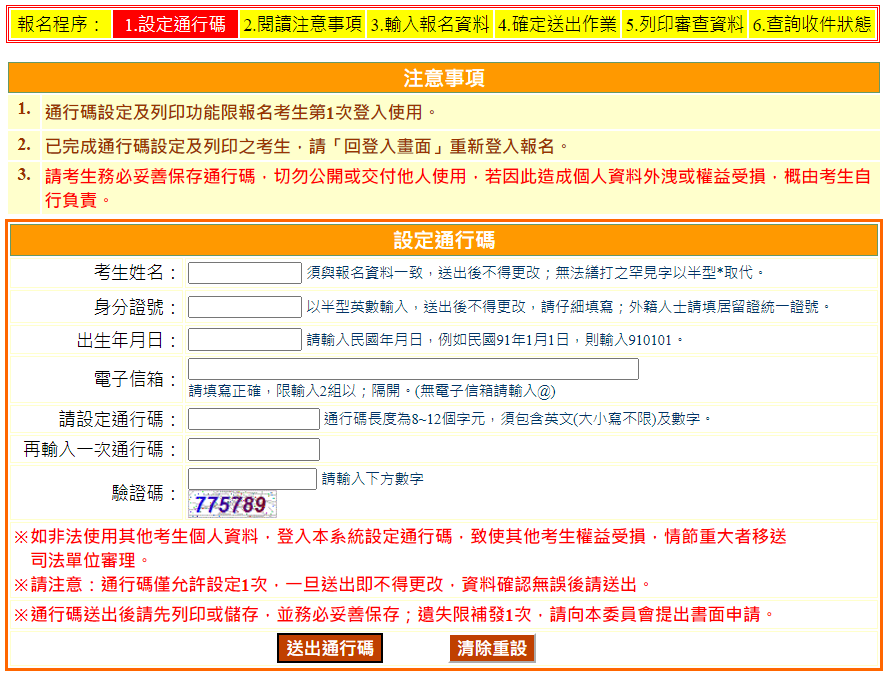 報名程序： 1.設定通行碼 2.閱讀注意事項 3.輸入報名資料 4.確定送出作業 5.列印審查資料 6.查詢收件狀態
注意事項
1. 通行碼設定及列印功能限報名考生第1次登入使用。
2. 已完成通行碼設定及列印之考生，請「回登入畫面」重新登入報名。
3. 請考生務必妥善保存通行碼，切勿公開或交付他人使用，若因此造成個人資料外洩或權益受損，概由考生自
行負責。
設定通行碼
考生姓名： 須與報名資料一致，送出後不得更改；無法繕打之罕見字以半型*取代。
身分證號： 以半型英數輸入，送出後不得更改，請仔細填寫；外籍人士請填居留證統一證號。
出生年月日： 請輸入民國年月日，例如民國91年1月1日，則輸入910101。
電子信箱：
請填寫正確，限輸入2組以；隔開。(無電子信箱請輸入@)
請設定通行碼： 通行碼長度為8~12個字元，須包含英文(大小寫不限)及數字。
再輸入一次通行碼：
驗證碼： 請輸入下方數字
775789
※如非法使用其他考生個人資料，登入本系統設定通行碼，致使其他考生權益受損，情節重大者移送
司法單位審理。
※請注意：通行碼僅允許設定1次，一旦送出即不得更改，資料確認無誤後請送出。
※通行碼送出後請先列印或儲存，並務必妥善保存；遺失限補發1次，請向本委員會提出書面申請。
送出通行碼 清除重設